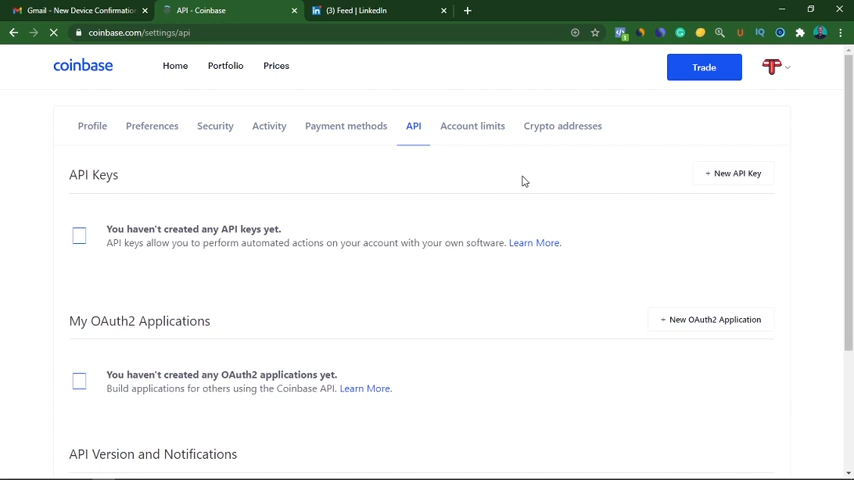 Gmail - New Device Confirmation
API - Coinbase
(3) Feed | LinkedIn
coinbase.com/settings/api
coinbase
Home
Portfolio
Prices
Trade
Profile
Preferences
Security
Activity
Payment methods
API
Account limits
Crypto addresses
API Keys
+ New API Key
You haven't created any API keys yet.
API keys allow you to perform automated actions on your account with your own software. Learn More.
My OAuth2 Applications
+ New OAuth2 Application
You haven't created any OAuth2 applications yet.
Build applications for others using the Coinbase API. Learn More.
API Version and Notifications